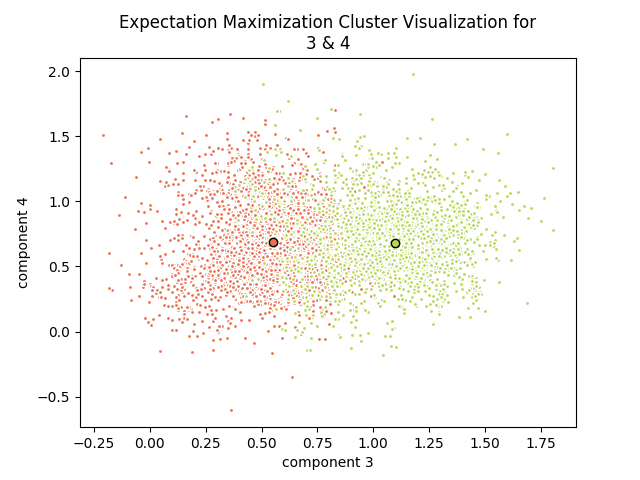 Expectation Maximization Cluster Visualization for
3 & 4
2.0
1.5
1.0
0.5
0.0
−0.5
component 4
−0.25 0.00 0.25 0.50 0.75 1.00 1.25 1.50 1.75
component 3